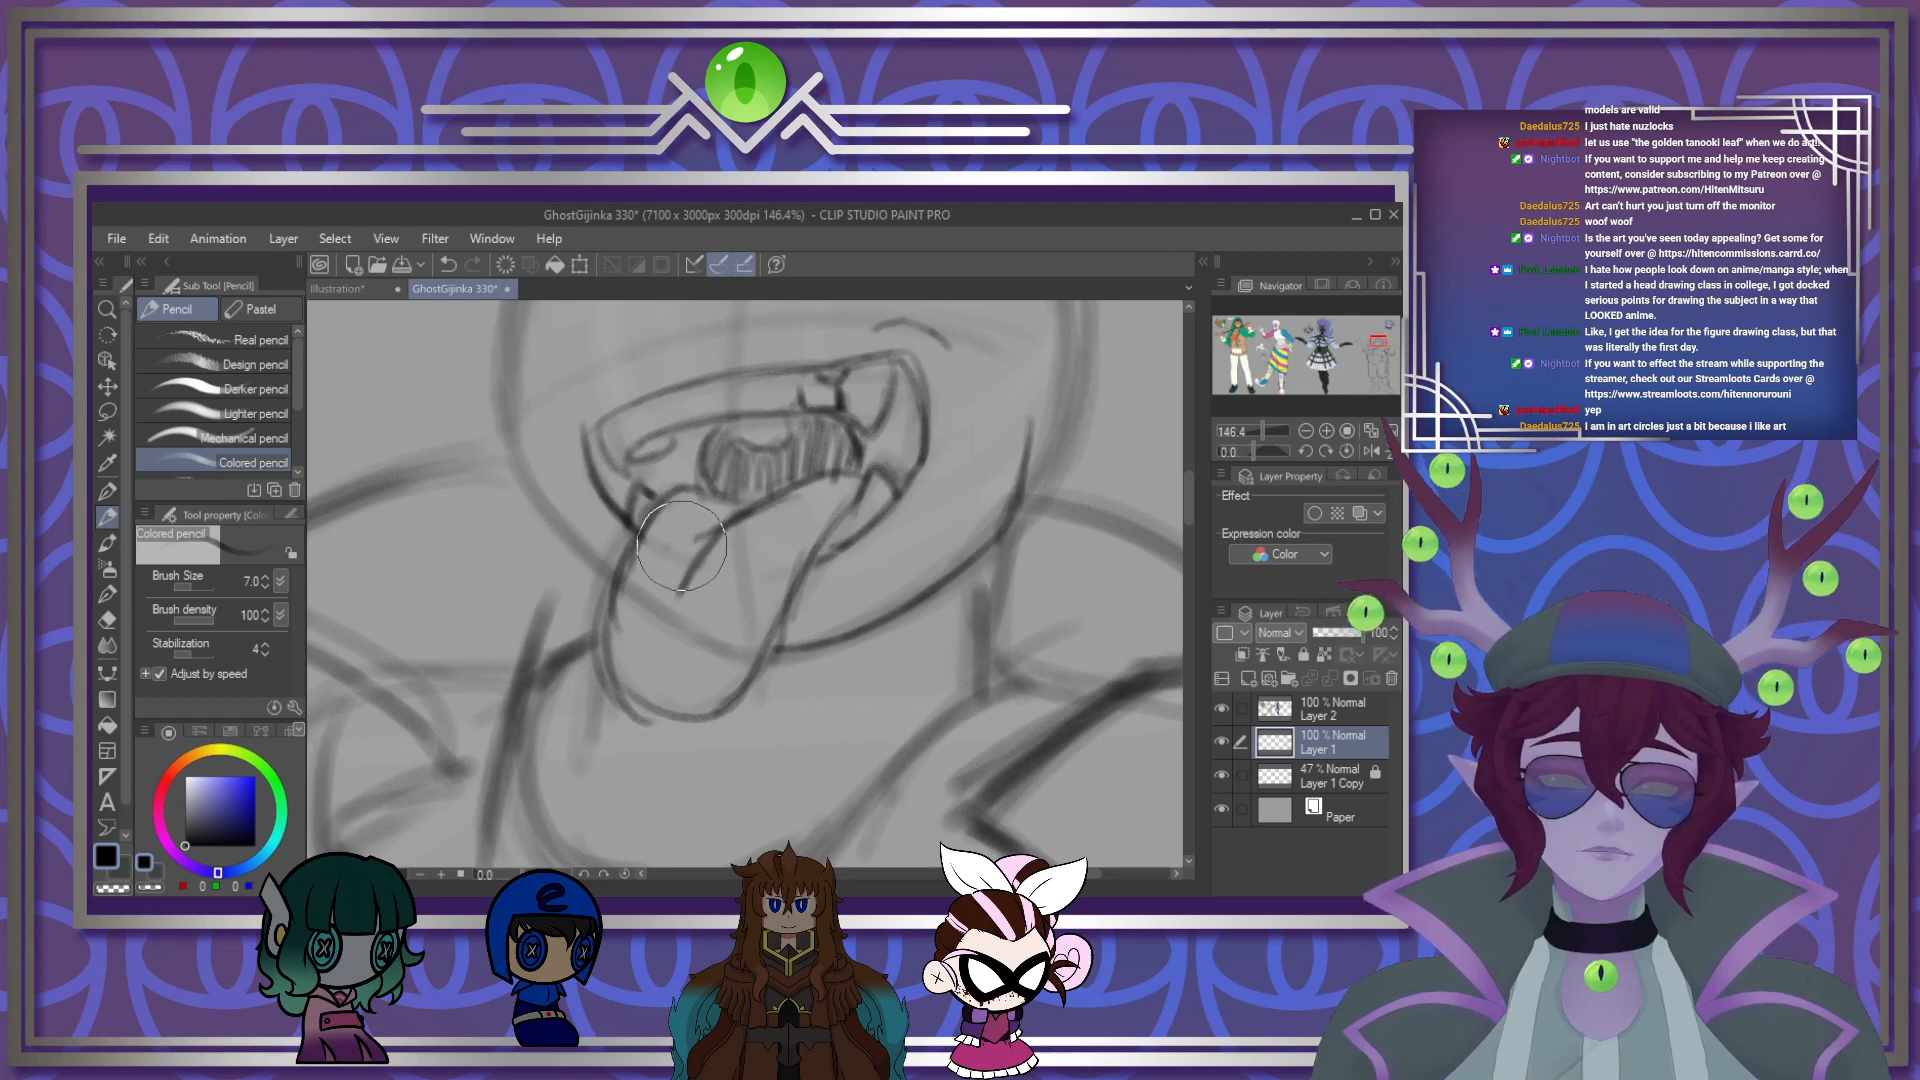 GhostGijinka 330* (7100 x 3000px 300dpi 146.4%) - CLIP STUDIO PAINT PRO
File Edit Animation Layer Select View Filter Window Help
Sub Tool [Pencil]
Illustration*
GhostGijinka 330*
Pencil
Pastel
Real pencil
Design pencil
Darker pencil
Lighter pencil
Mechanical pencil
Colored pencil
Tool property [Color
Colored pencil
Brush Size 7.0
Brush density 100
Stabilization 4
Adjust by speed
0 0
0.0
Navigator
146.4
0.0
Layer Property
Effect
Expression color
Color
Layer
Normal 100
100 % Normal
Layer 2
100 % Normal
Layer 1
47 % Normal
Layer 1 Copy
Paper
models are valid
Daedalus725 I just hate nuzlocks
let us use "the golden tanooki leaf" when we do art!!
Nightbot If you want to support me and help me keep creating
content, consider subscribing to my Patreon over @
https://www.patreon.com/HitenMitsuru
Daedalus725 Art can't hurt you just turn off the monitor
Daedalus725 woof woof
Nightbot Is the art you've seen today appealing? Get some for
yourself over @ https://hitencommissions.carrd.co/
I hate how people look down on anime/manga style; when
I started a head drawing class in college, I got docked
serious points for drawing the subject in a way that
LOOKED anime.
Like, I get the idea for the figure drawing class, but that
was literally the first day.
Nightbot If you want to effect the stream while supporting the
streamer, check out our Streamloots Cards over @
https://www.streamloots.com/hitennorurouni
yep
Daedalus725 I am in art circles just a bit because i like art